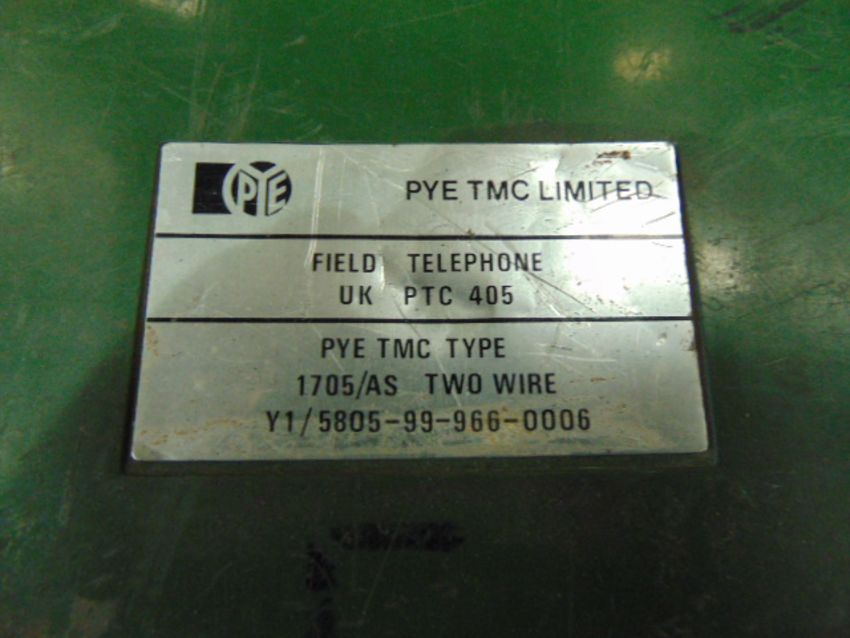 PYE
PYE TMC LIMITED
FIELD TELEPHONE
UK PTC 405
PYE TMC TYPE
1705/AS TWO WIRE
Y1/5805-99-966-0006